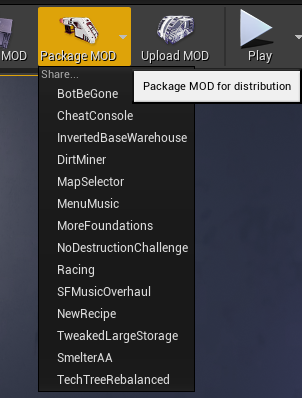 MOD
Package MOD
Upload MOD
Play
Share...
Package MOD for distribution
BotBeGone
CheatConsole
InvertedBaseWarehouse
DirtMiner
MapSelector
MenuMusic
MoreFoundations
NoDestructionChallenge
Racing
SFMusicOverhaul
NewRecipe
TweakedLargeStorage
SmelterAA
TechTreeRebalanced